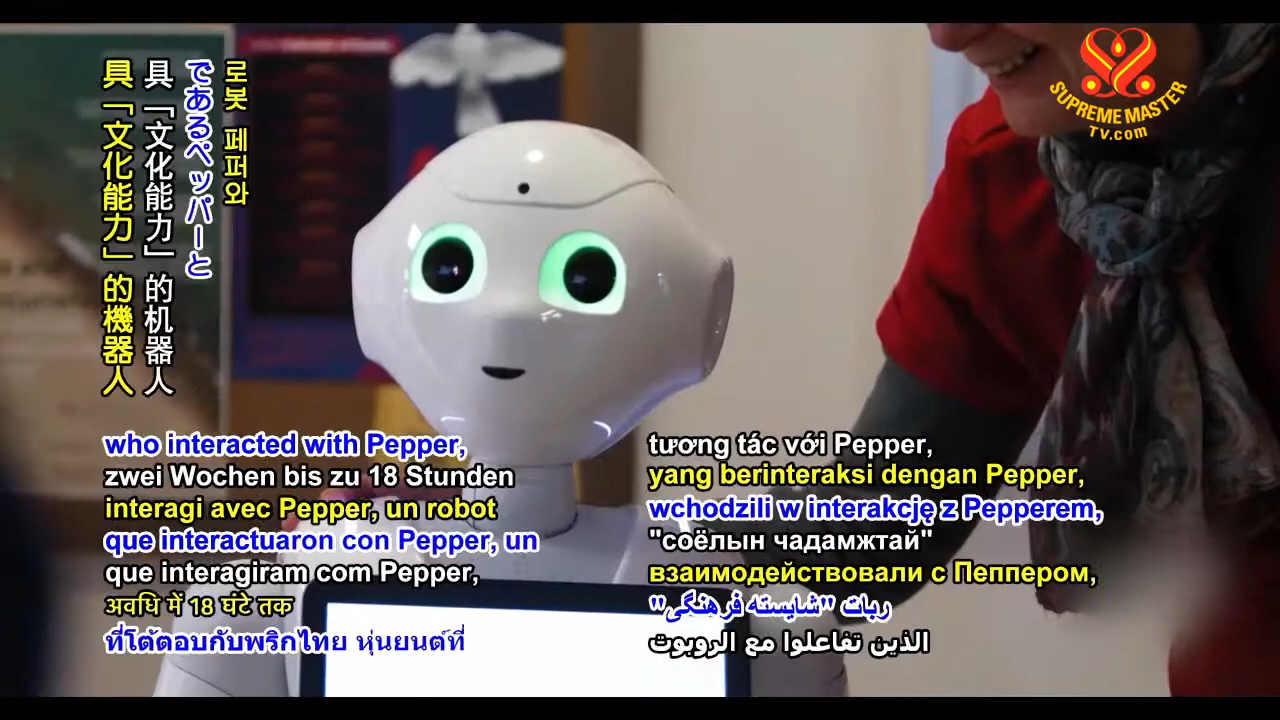 SUPREME MASTER
TV.com
로봇 페퍼와
であるペッパーと
具「文化能力」的机器人
具「文化能力」的機器人
who interacted with Pepper,
zwei Wochen bis zu 18 Stunden
interagi avec Pepper, un robot
que interactuaron con Pepper, un
que interagiram com Pepper,
अवधि में 18 घंटे तक
ที่โต้ตอบกับพริกไทย หุ่นยนต์ที่
tương tác với Pepper,
yang berinteraksi dengan Pepper,
wchodzili w interakcję z Pepperem,
"соёлын чадамжтай"
взаимодействовали с Пеппером,
ربات "شایسته فرهنگی"
الذين تفاعلوا مع الروبوت